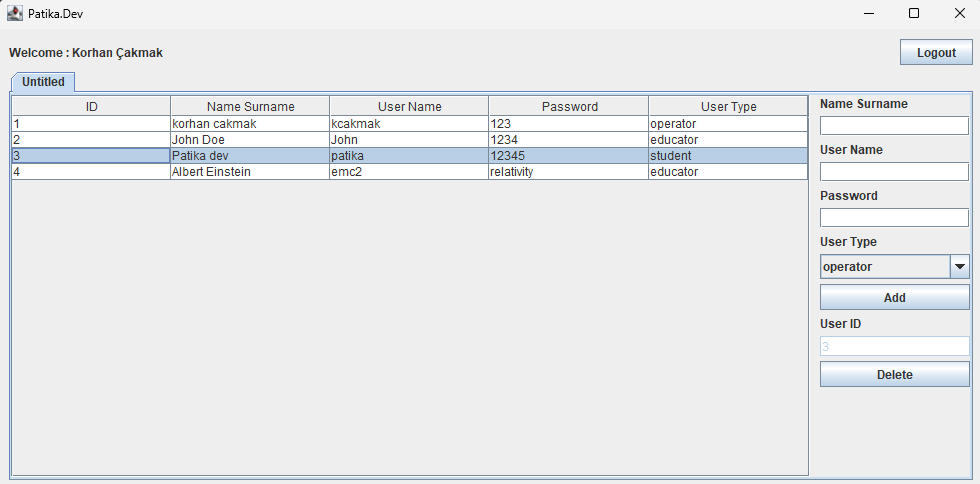 Patika.Dev
Welcome : Korhan Çakmak
Logout
Untitled
ID Name Surname User Name Password User Type
1 korhan cakmak kcakmak 123 operator
2 John Doe John 1234 educator
3 Patika dev patika 12345 student
4 Albert Einstein emc2 relativity educator
Name Surname
User Name
Password
User Type
operator
Add
User ID
3
Delete